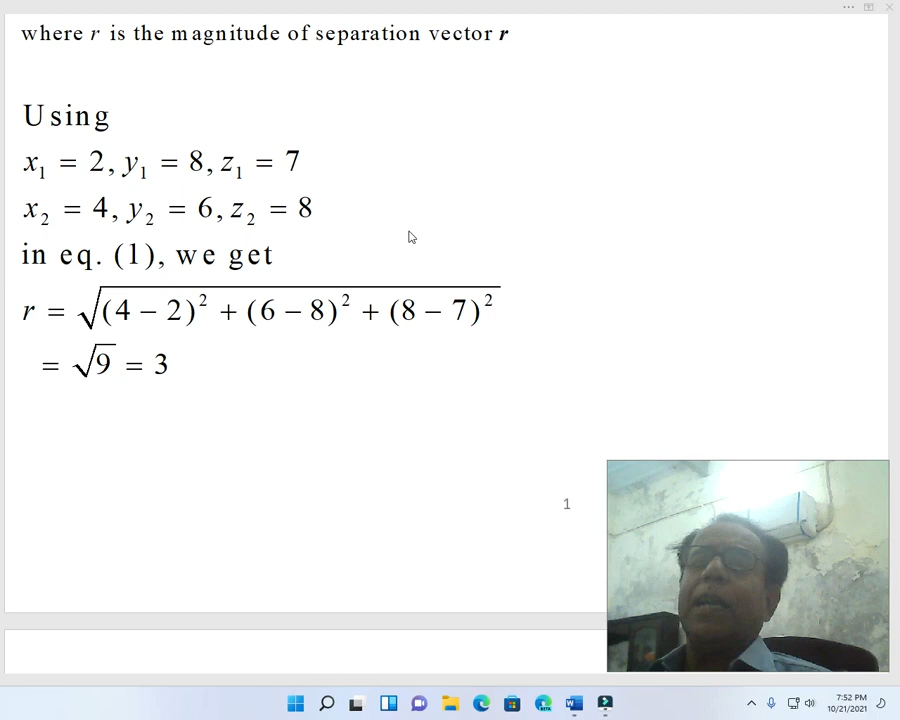 where r is the magnitude of separation vector r
Using
x₁ = 2, y₁ = 8, z₁ = 7
x₂ = 4, y₂ = 6, z₂ = 8
in eq. (1), we get
r = √((4 − 2)² + (6 − 8)² + (8 − 7)²)
= √9 = 3
1
7:52 PM
10/21/2021